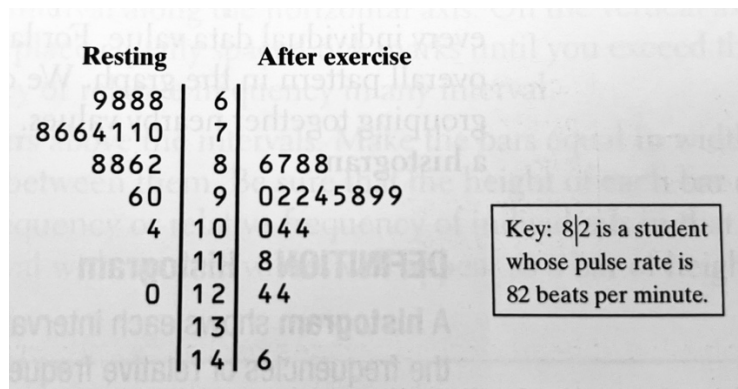 Resting After exercise
9888 6
8664110 7
8862 8 6788
60 9 02245899
4 10 044
11 8
0 12 44
13
14 6
Key: 8|2 is a student
whose pulse rate is
82 beats per minute.